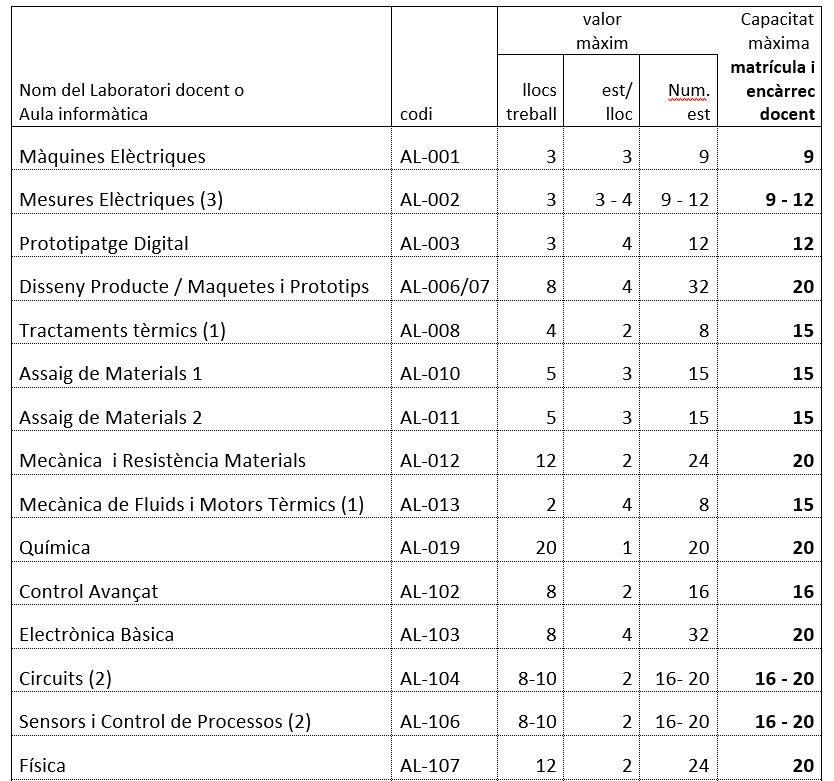 valor màxim
Capacitat màxima matrícula i encàrrec docent
Nom del Laboratori docent o Aula informàtica codi llocs treball est/ lloc Num. est
Màquines Elèctriques AL-001 3 3 9 9
Mesures Elèctriques (3) AL-002 3 3 - 4 9 - 12 9 - 12
Prototipatge Digital AL-003 3 4 12 12
Disseny Producte / Maquetes i Prototips AL-006/07 8 4 32 20
Tractaments tèrmics (1) AL-008 4 2 8 15
Assaig de Materials 1 AL-010 5 3 15 15
Assaig de Materials 2 AL-011 5 3 15 15
Mecànica i Resistència Materials AL-012 12 2 24 20
Mecànica de Fluids i Motors Tèrmics (1) AL-013 2 4 8 15
Química AL-019 20 1 20 20
Control Avançat AL-102 8 2 16 16
Electrònica Bàsica AL-103 8 4 32 20
Circuits (2) AL-104 8-10 2 16- 20 16 - 20
Sensors i Control de Processos (2) AL-106 8-10 2 16- 20 16 - 20
Física AL-107 12 2 24 20